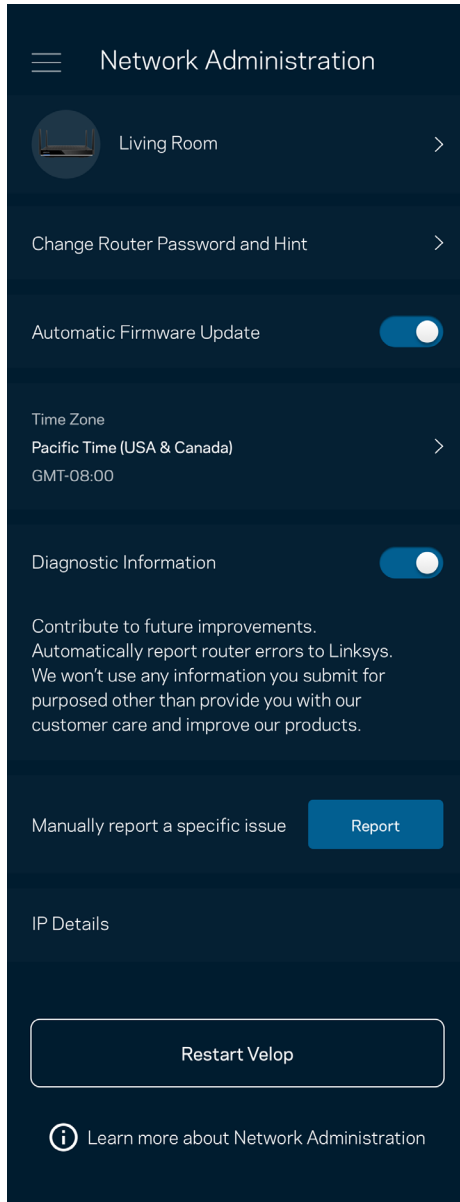 Network Administration
Living Room
Change Router Password and Hint
Automatic Firmware Update
Time Zone
Pacific Time (USA & Canada)
GMT-08:00
Diagnostic Information
Contribute to future improvements.
Automatically report router errors to Linksys.
We won't use any information you submit for
purposed other than provide you with our
customer care and improve our products.
Manually report a specific issue
Report
IP Details
Restart Velop
Learn more about Network Administration